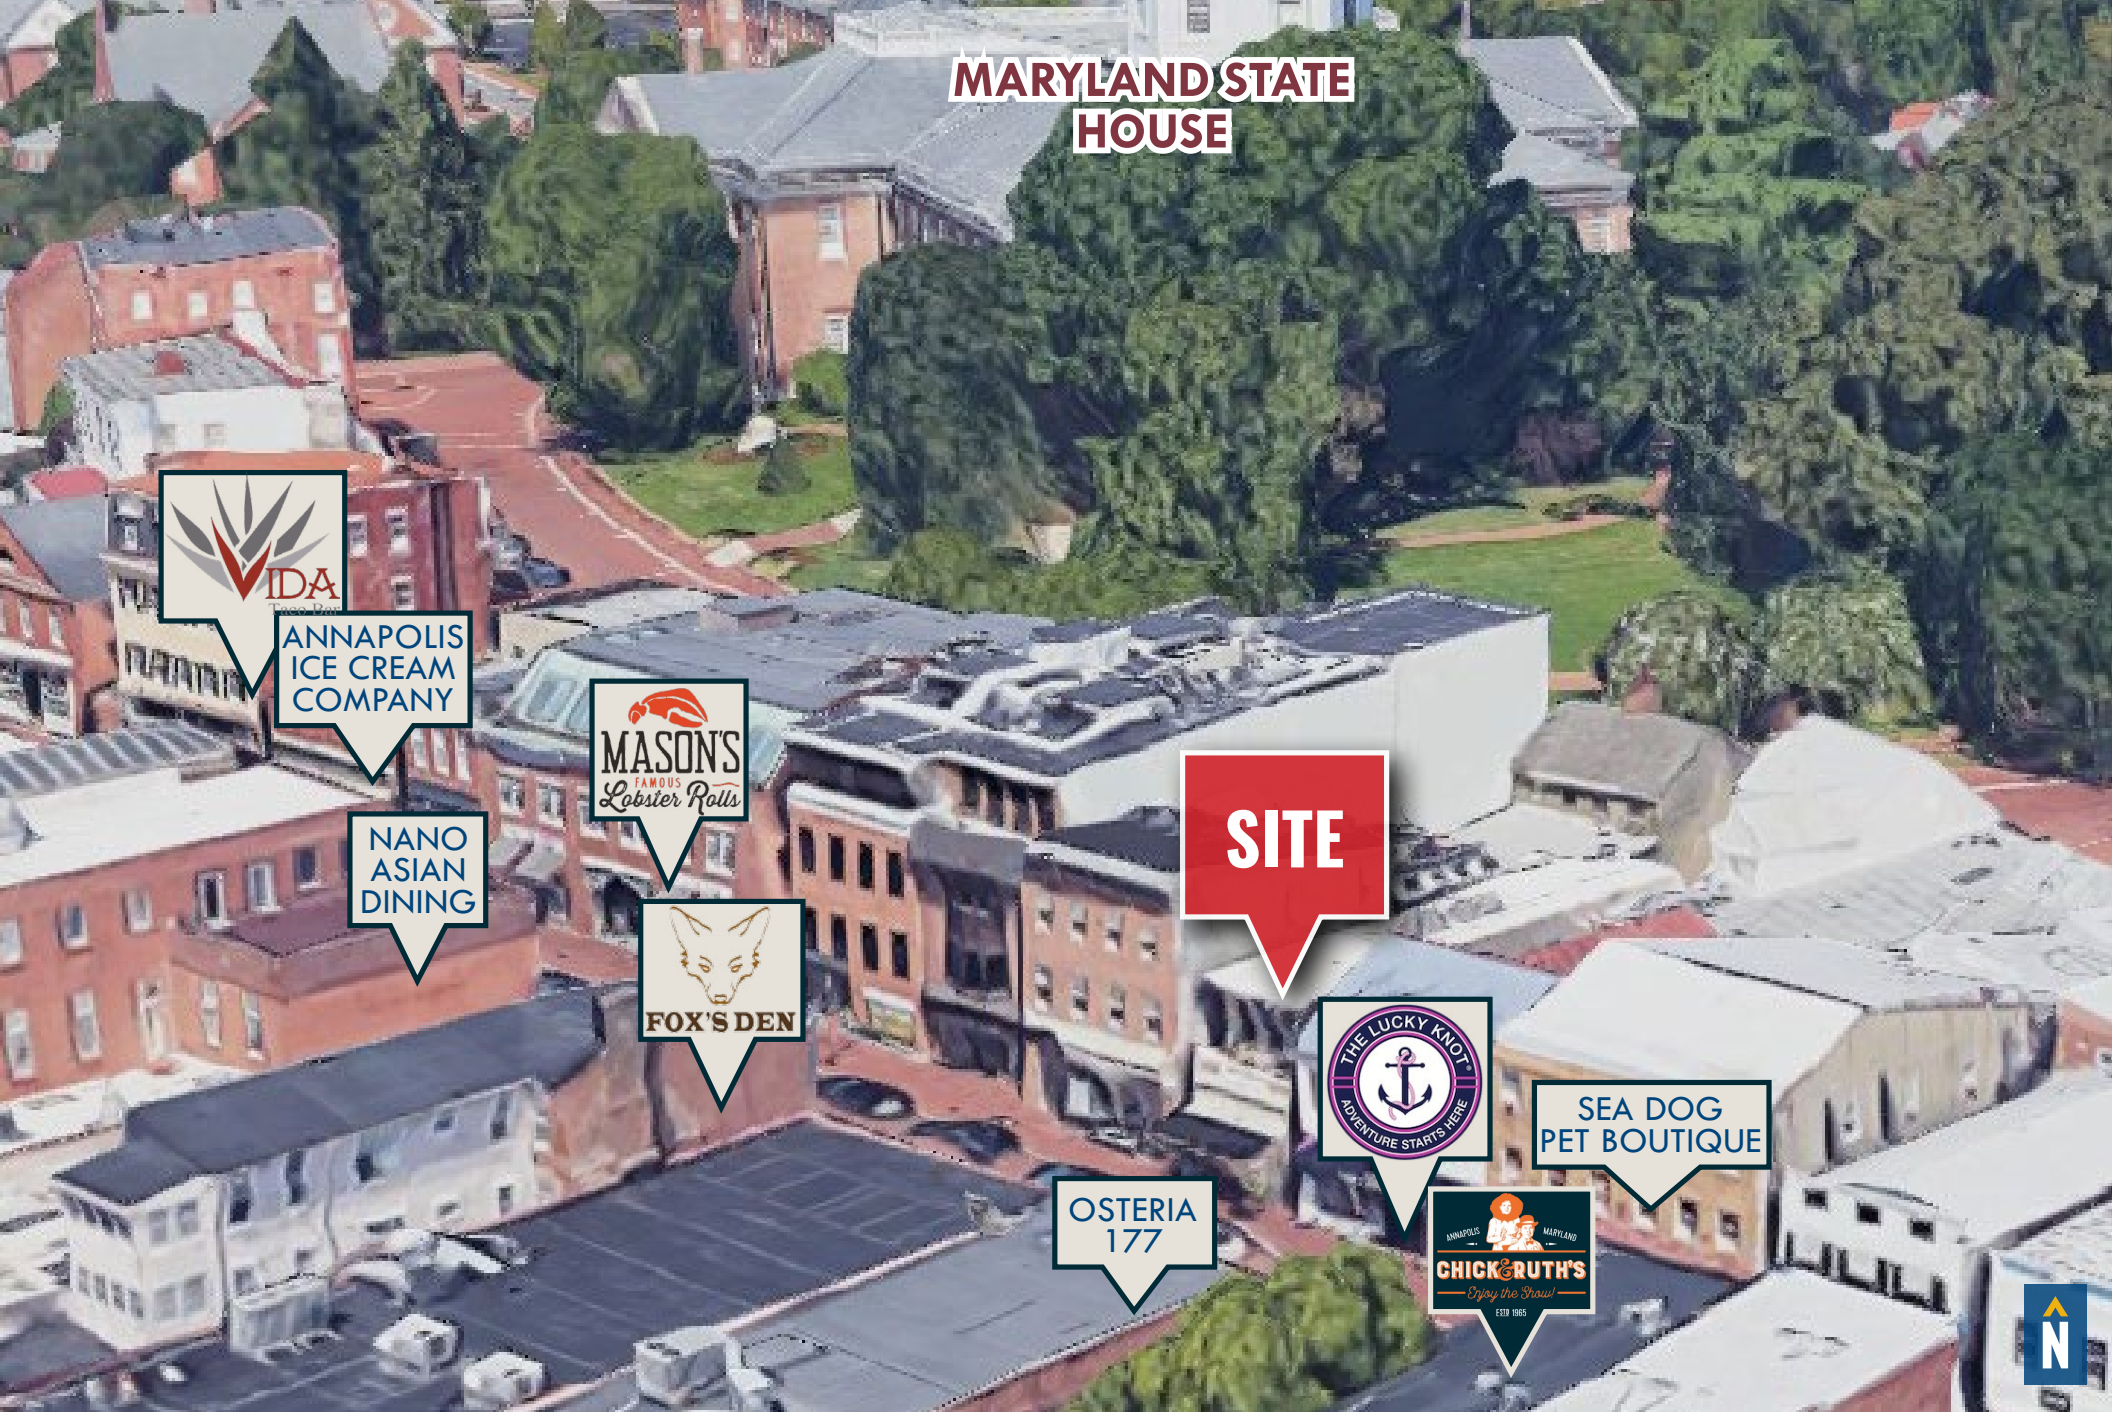 MARYLAND STATE
HOUSE
VIDA
Taco Bar
ANNAPOLIS
ICE CREAM
COMPANY
MASON'S
FAMOUS
Lobster Rolls
SITE
NANO
ASIAN
DINING
FOX'S DEN
THE LUCKY KNOT
ADVENTURE STARTS HERE
SEA DOG
PET BOUTIQUE
OSTERIA
177
ANNAPOLIS MARYLAND
CHICK & RUTH'S
Enjoy the Show!
ESTD 1965
N